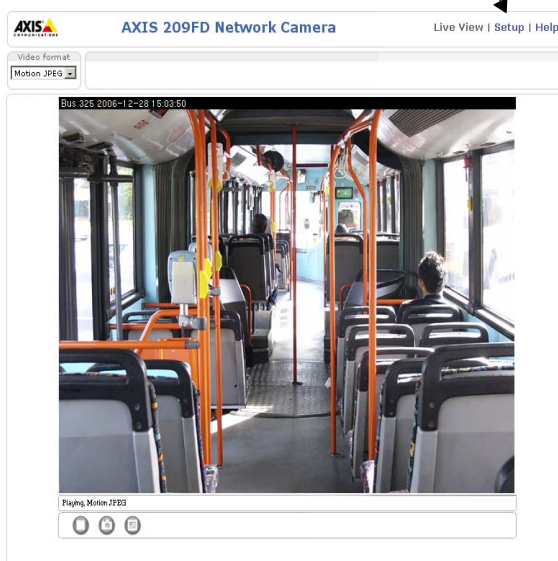 AXIS
COMMUNICATIONS
AXIS 209FD Network Camera
Live View | Setup | Help
Video format
Motion JPEG
Bus 325 2006-12-28 15:03:50
Playing, Motion JPEG